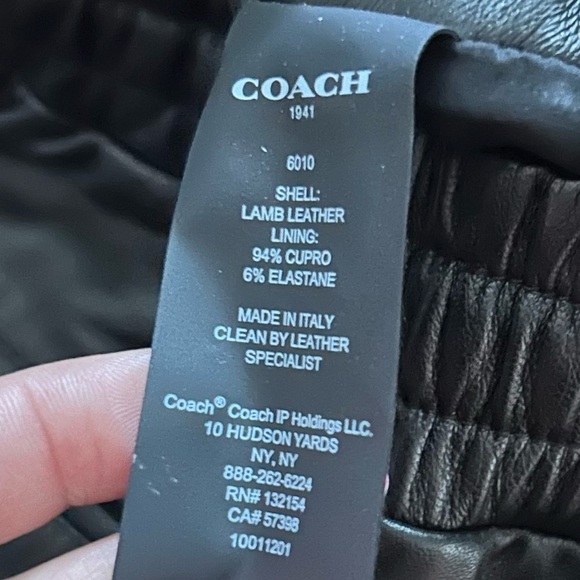 COACH
1941
6010
SHELL:
LAMB LEATHER
LINING:
94% CUPRO
6% ELASTANE
MADE IN ITALY
CLEAN BY LEATHER
SPECIALIST
Coach® Coach IP Holdings LLC.
10 HUDSON YARDS
NY, NY
888-262-6224
RN# 132154
CA# 57398
10011201